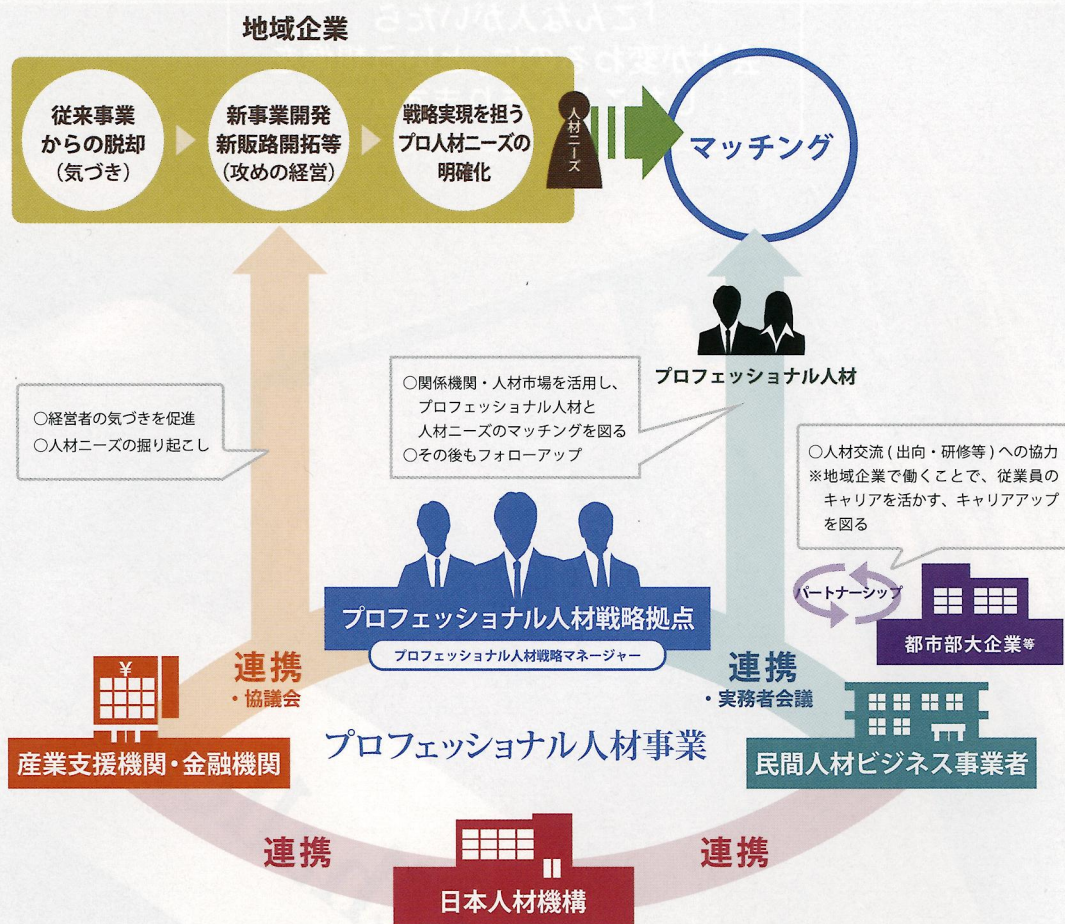 地域企業
従来事業
からの脱却
(気づき)
新事業開発
新販路開拓等
(攻めの経営)
戦略実現を担う
プロ人材ニーズの
明確化
人材ニーズ
マッチング
プロフェッショナル人材
○経営者の気づきを促進
○人材ニーズの掘り起こし
○関係機関・人材市場を活用し、
プロフェッショナル人材と
人材ニーズのマッチングを図る
○その後もフォローアップ
○人材交流(出向・研修等)への協力
※地域企業で働くことで、従業員の
キャリアを活かす、キャリアアップ
を図る
パートナーシップ
都市部大企業等
プロフェッショナル人材戦略拠点
プロフェッショナル人材戦略マネージャー
連携
・協議会
連携
・実務者会議
¥
産業支援機関・金融機関
プロフェッショナル人材事業
民間人材ビジネス事業者
連携
連携
日本人材機構